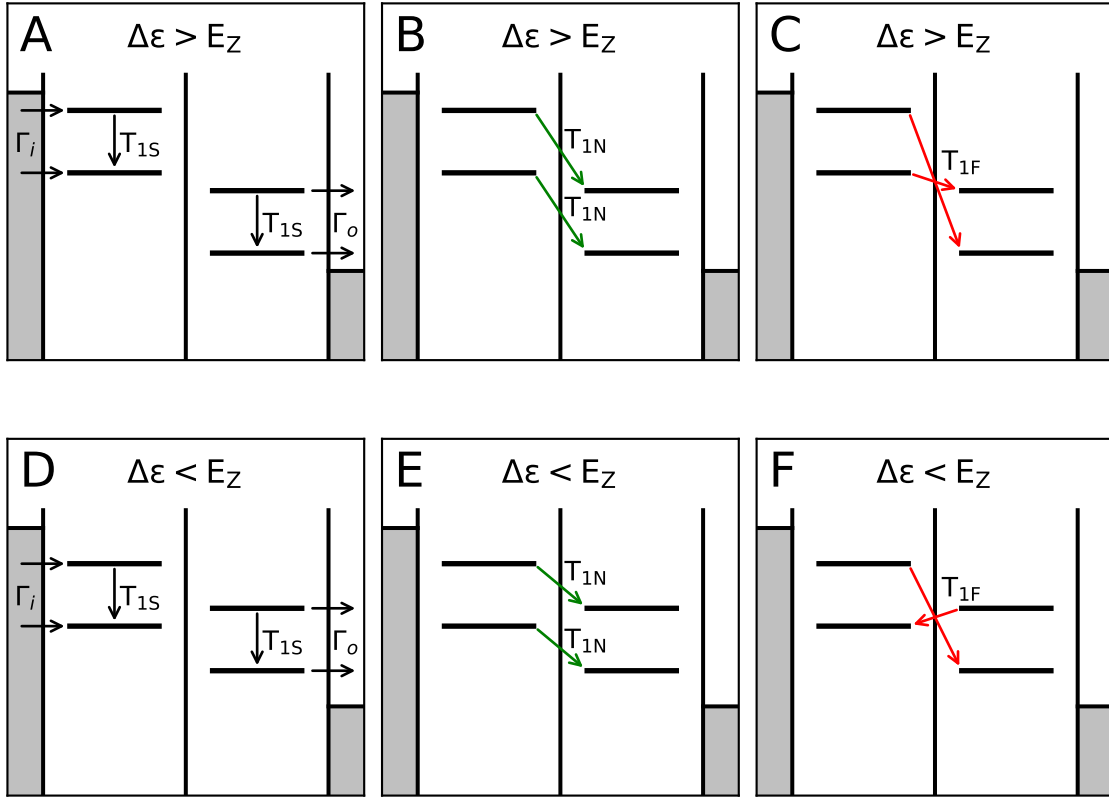 A
Δε > E_Z
Γ_i
T_1S
T_1S
Γ_o
B
Δε > E_Z
T_1N
T_1N
C
Δε > E_Z
T_1F
D
Δε < E_Z
Γ_i
T_1S
T_1S
Γ_o
E
Δε < E_Z
T_1N
T_1N
F
Δε < E_Z
T_1F